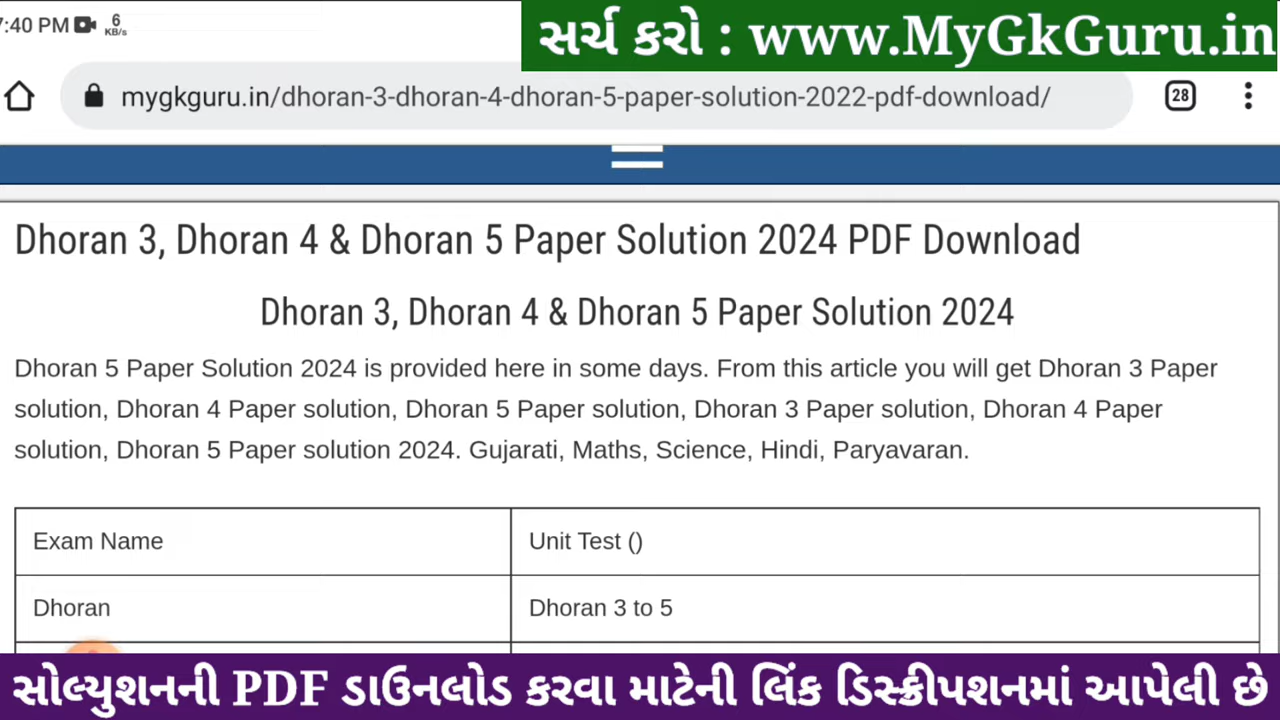 7:40 PM 6 KB/s
સર્ચ કરો : www.MyGkGuru.in
mygkguru.in/dhoran-3-dhoran-4-dhoran-5-paper-solution-2022-pdf-download/
28
Dhoran 3, Dhoran 4 & Dhoran 5 Paper Solution 2024 PDF Download
Dhoran 3, Dhoran 4 & Dhoran 5 Paper Solution 2024
Dhoran 5 Paper Solution 2024 is provided here in some days. From this article you will get Dhoran 3 Paper
solution, Dhoran 4 Paper solution, Dhoran 5 Paper solution, Dhoran 3 Paper solution, Dhoran 4 Paper
solution, Dhoran 5 Paper solution 2024. Gujarati, Maths, Science, Hindi, Paryavaran.
Exam Name Unit Test ()
Dhoran Dhoran 3 to 5
સોલ્યુશનની PDF ડાઉનલોડ કરવા માટેની લિંક ડિસ્ક્રીપશનમાં આપેલી છે